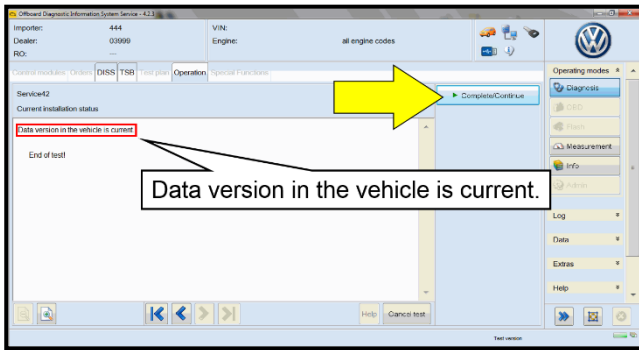 Offboard Diagnostic Information System Service - 4.2.3
Importer: 444 VIN:
Dealer: 03999 Engine: all engine codes
RO: ---
Control modules Orders DISS TSB Test plan Operation Special Functions
Operating modes
Service42
Complete/Continue
Diagnosis
Current installation status
OBD
Data version in the vehicle is current.
Flash
End of test!
Measurement
Info
Data version in the vehicle is current.
Admin
Log
Data
Extras
Help
Help Cancel test
Test version